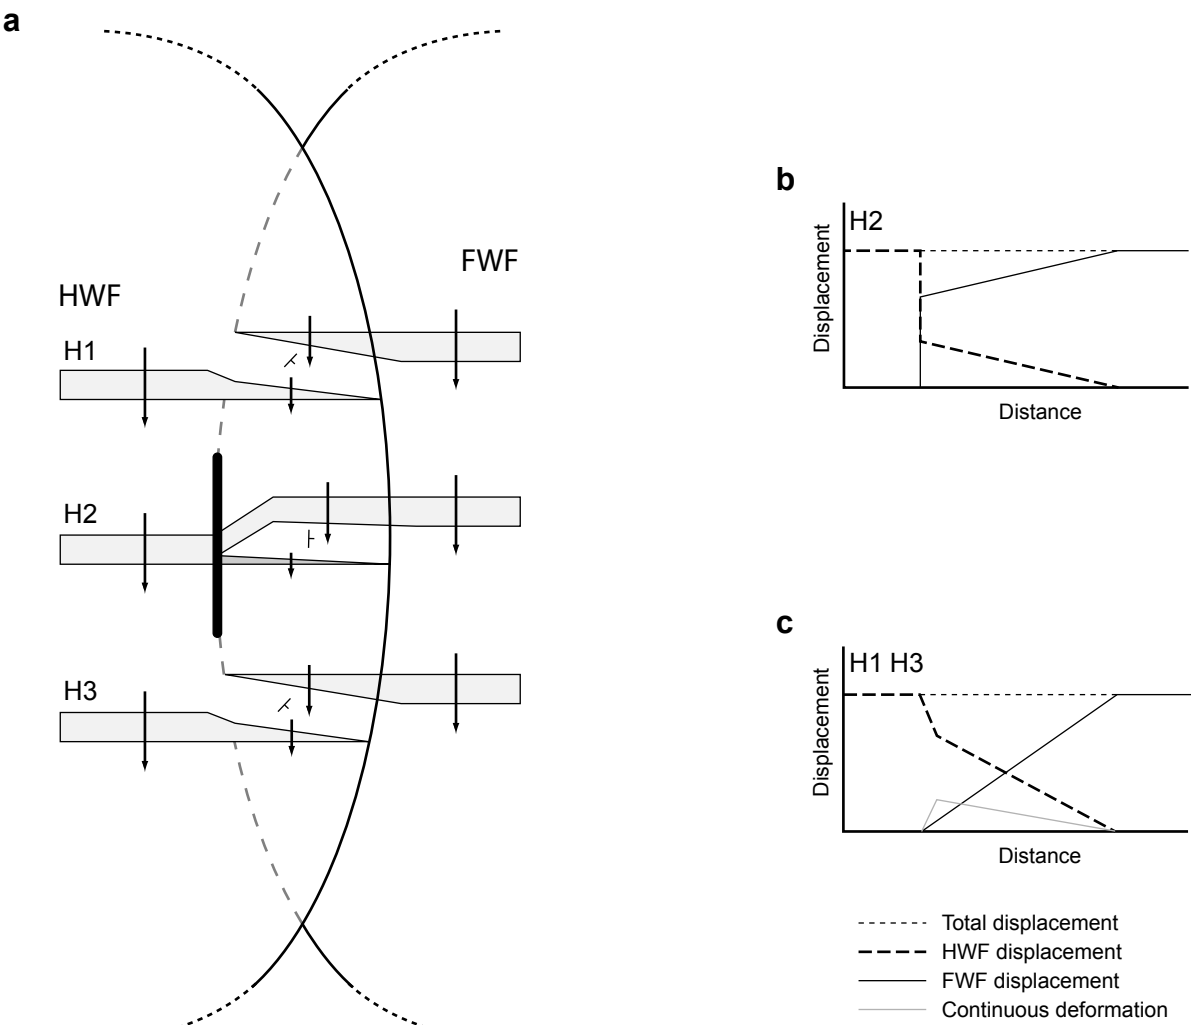 a
FWF
HWF
H1
H2
H3
b
H2
Displacement
Distance
c
H1 H3
Displacement
Distance
Total displacement
HWF displacement
FWF displacement
Continuous deformation